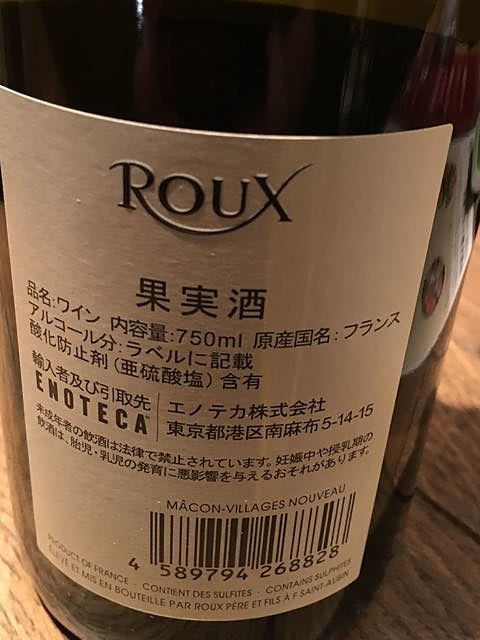 ROUX
果実酒
品名:ワイン 内容量:750ml 原産国名:フランス
アルコール分:ラベルに記載
酸化防止剤(亜硫酸塩)含有
輸入者及び引取先
ENOTECA
エノテカ株式会社
東京都港区南麻布5-14-15
未成年者の飲酒は法律で禁止されています。妊娠中や授乳期の
飲酒は、胎児・乳児の発育に悪影響を与えるおそれがあります。
MÂCON-VILLAGES NOUVEAU
4 589794 268828
PRODUCT OF FRANCE - CONTIENT DES SULFITES - CONTAINS SULPHITES
ELEVÉ ET MIS EN BOUTEILLE PAR ROUX PÈRE ET FILS À F SAINT-AUBIN